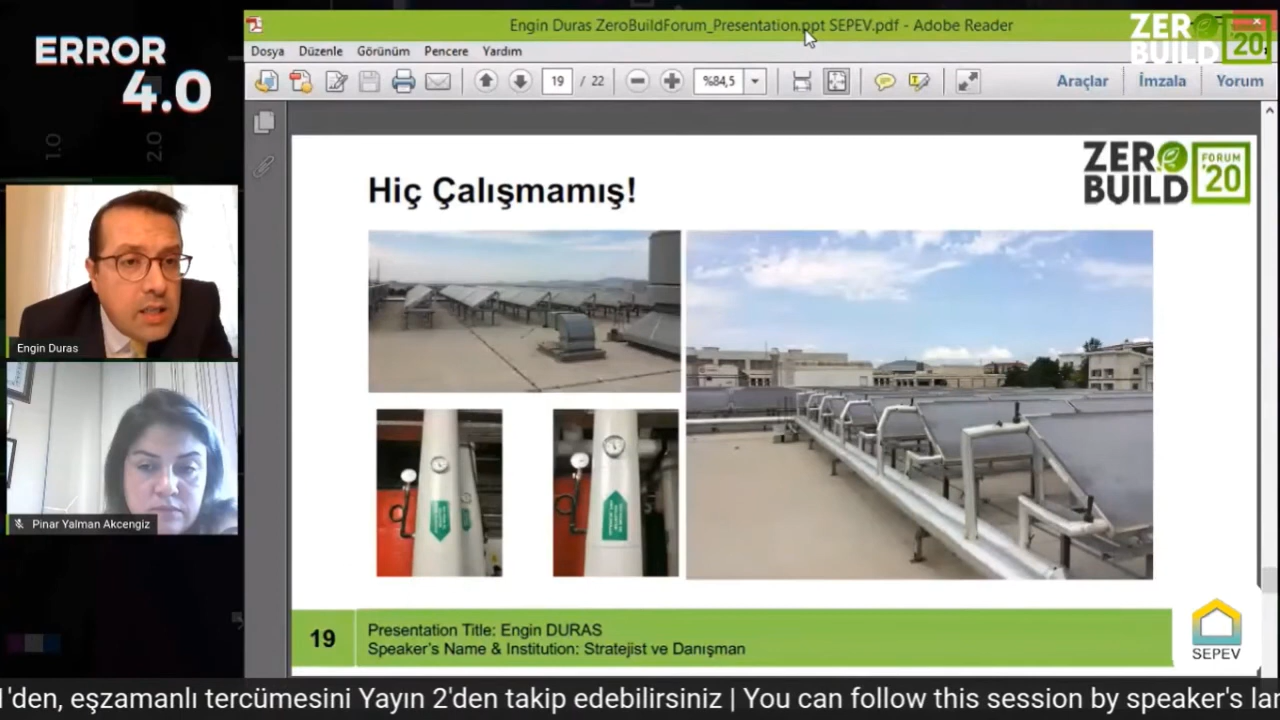 ERROR
4.0
1.0
2.0
Engin Duras ZeroBuildForum_Presentation.ppt SEPEV.pdf - Adobe Reader
ZERO
BUILD
'20
Dosya Düzenle Görünüm Pencere Yardım
19 / 22
%84,5
Araçlar İmzala Yorum
Hiç Çalışmamış!
ZERO
BUILD
FORUM
'20
Engin Duras
Pinar Yalman Akcengiz
19
Presentation Title: Engin DURAS
Speaker's Name & Institution: Stratejist ve Danışman
SEPEV
1'den, eşzamanlı tercümesini Yayın 2'den takip edebilirsiniz | You can follow this session by speaker's lan